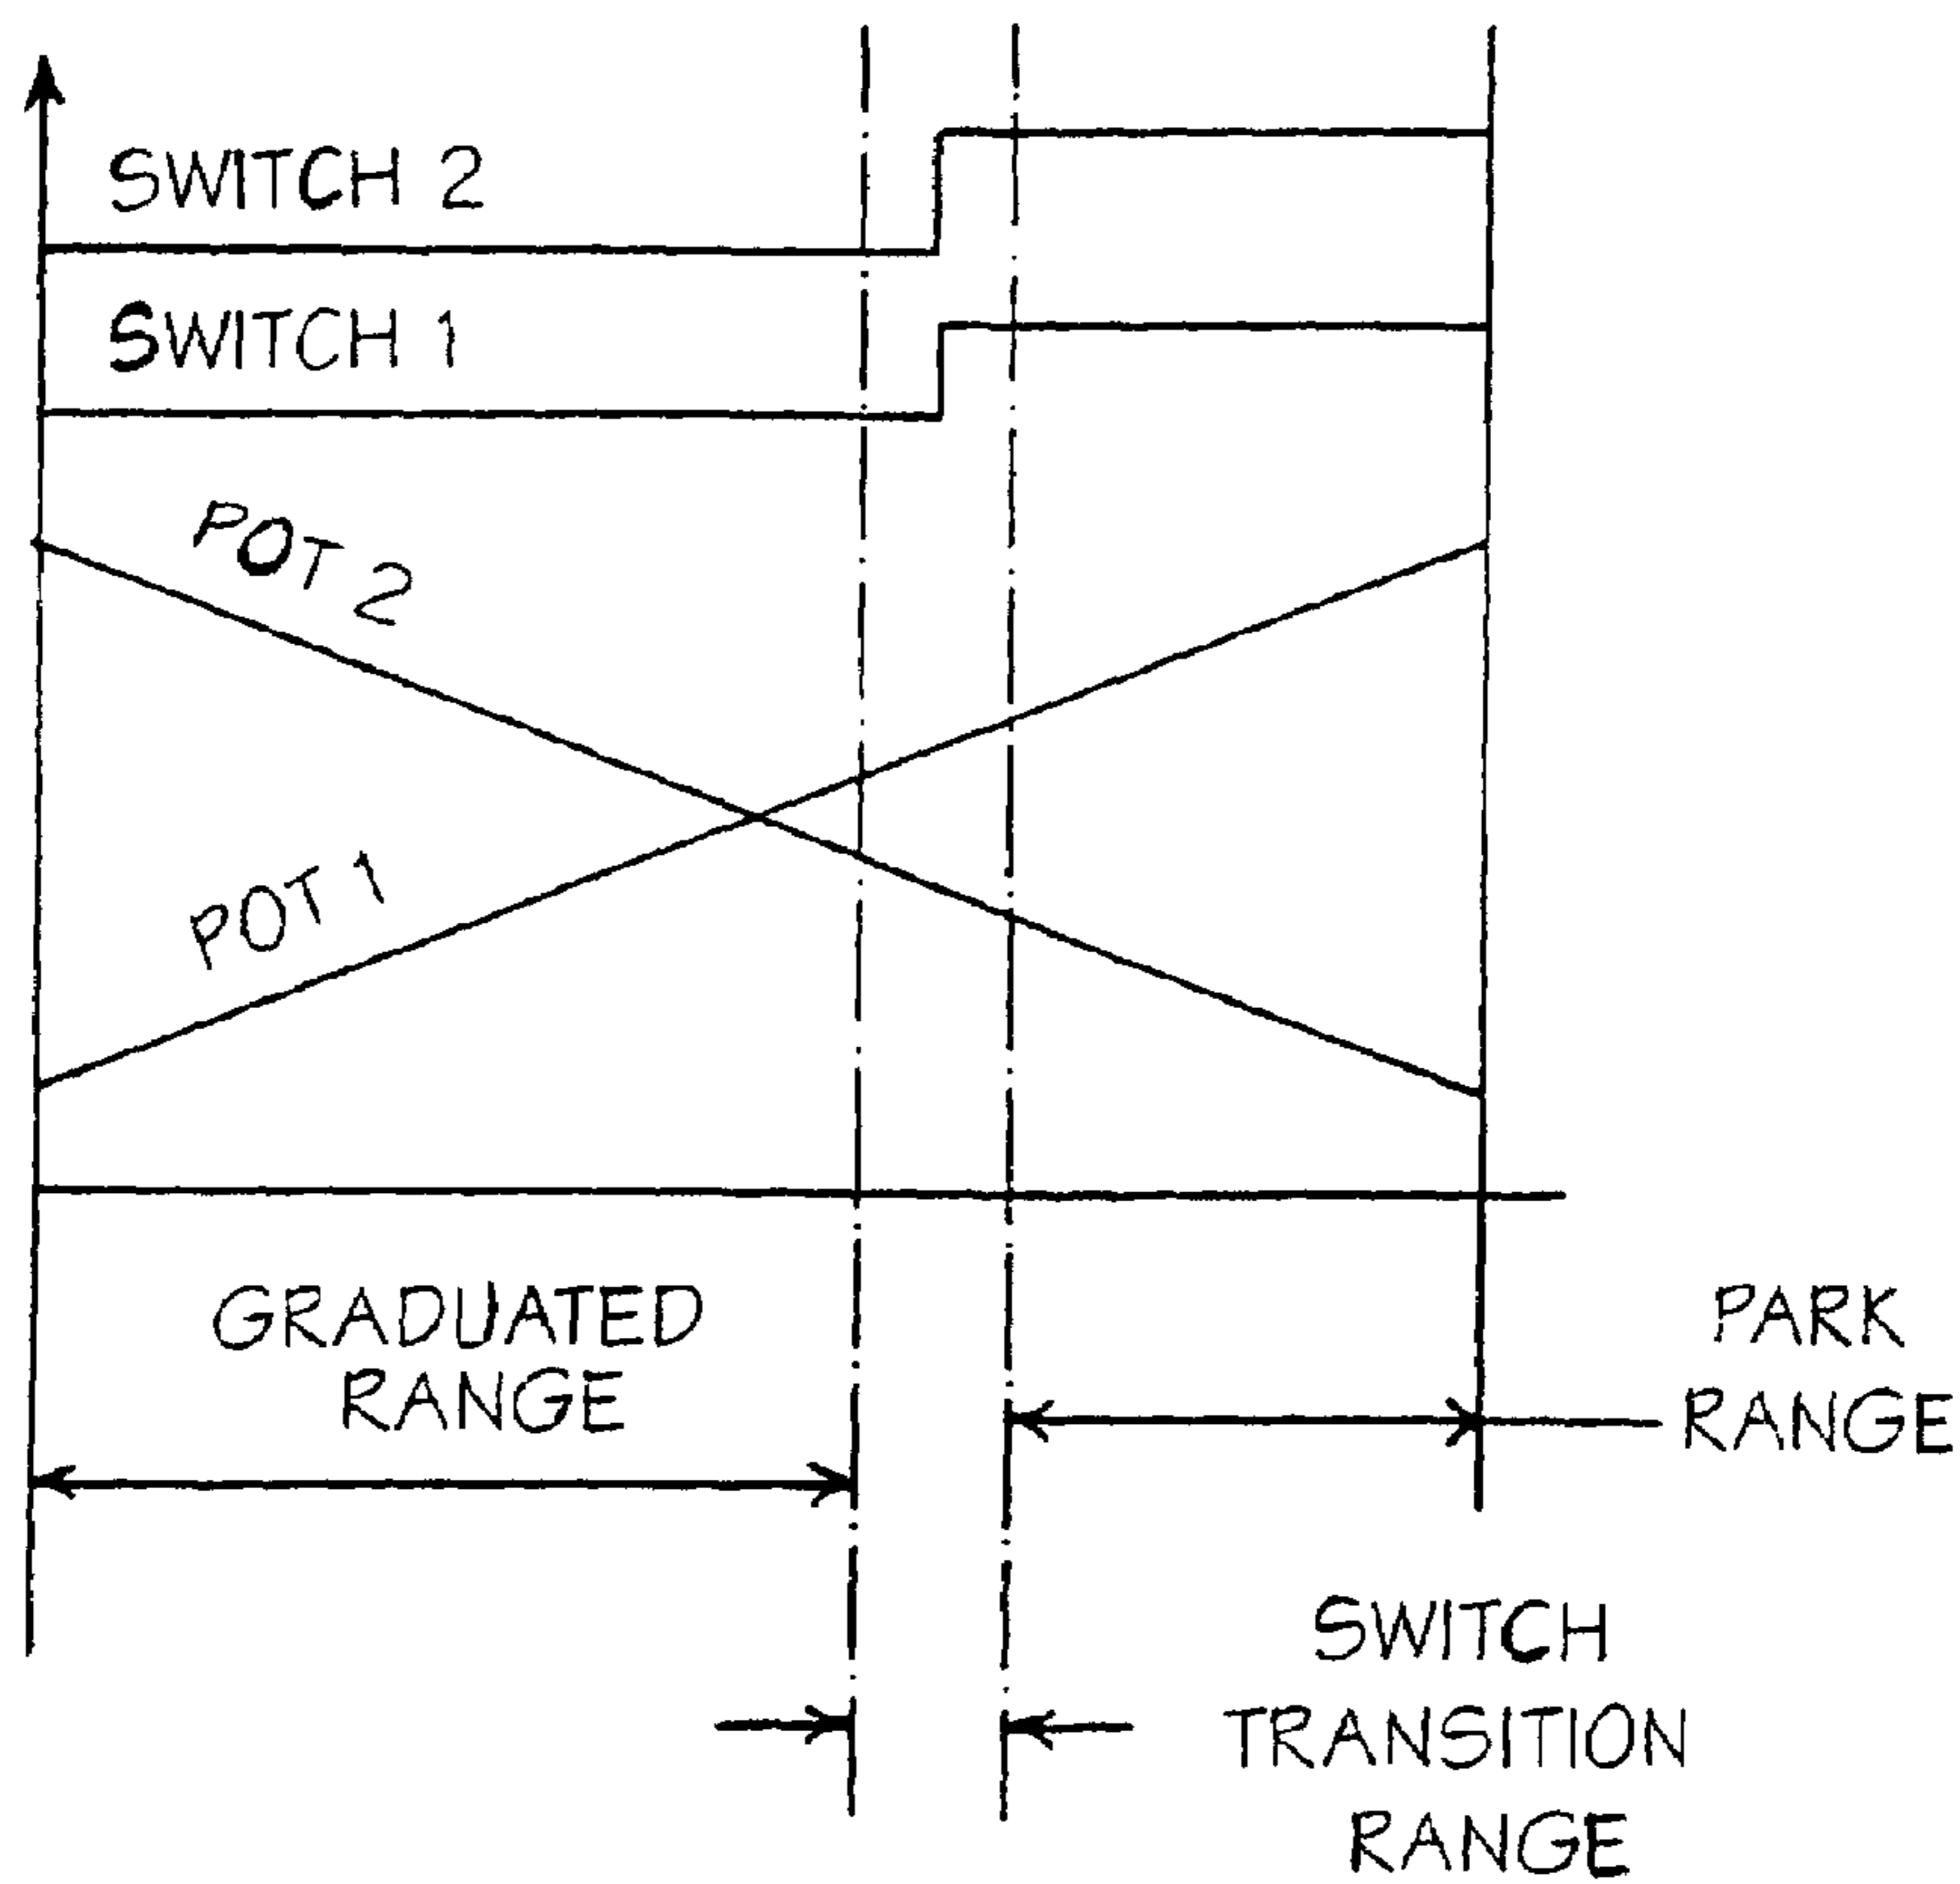 SWITCH 2
SWITCH 1
POT 2
POT 1
GRADUATED
RANGE
PARK
RANGE
SWITCH
TRANSITION
RANGE